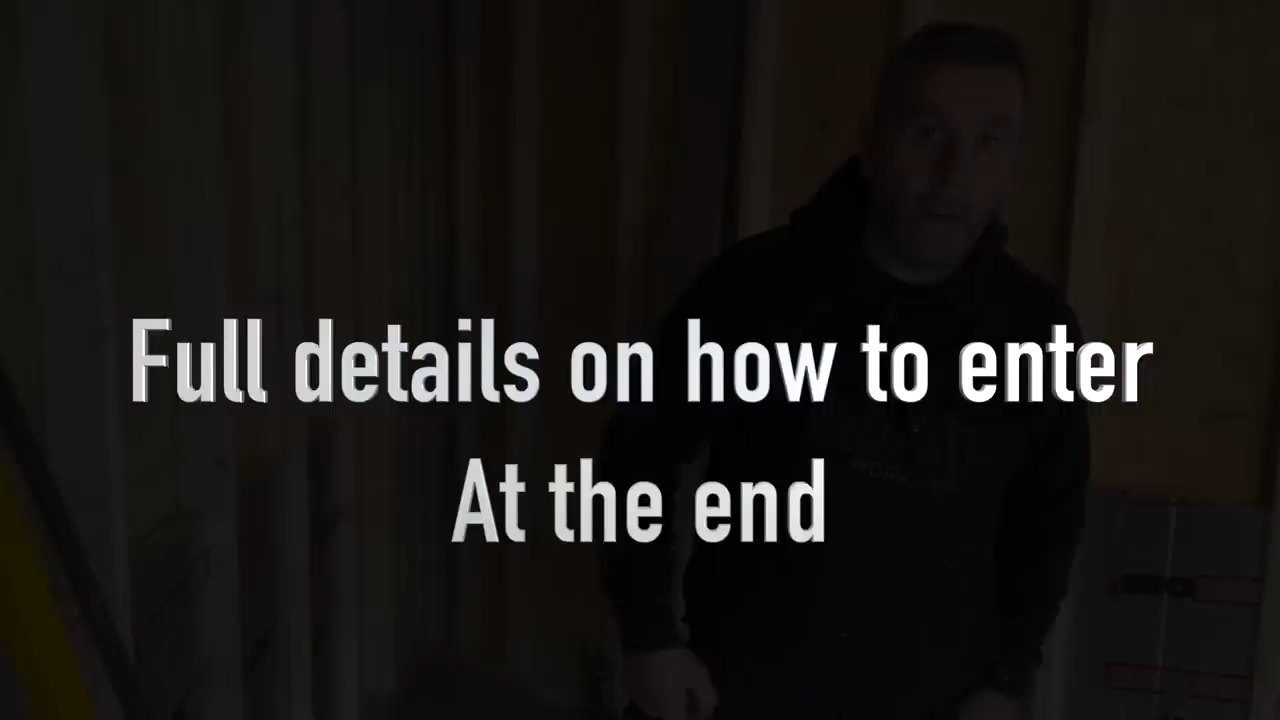 Full details on how to enter
At the end